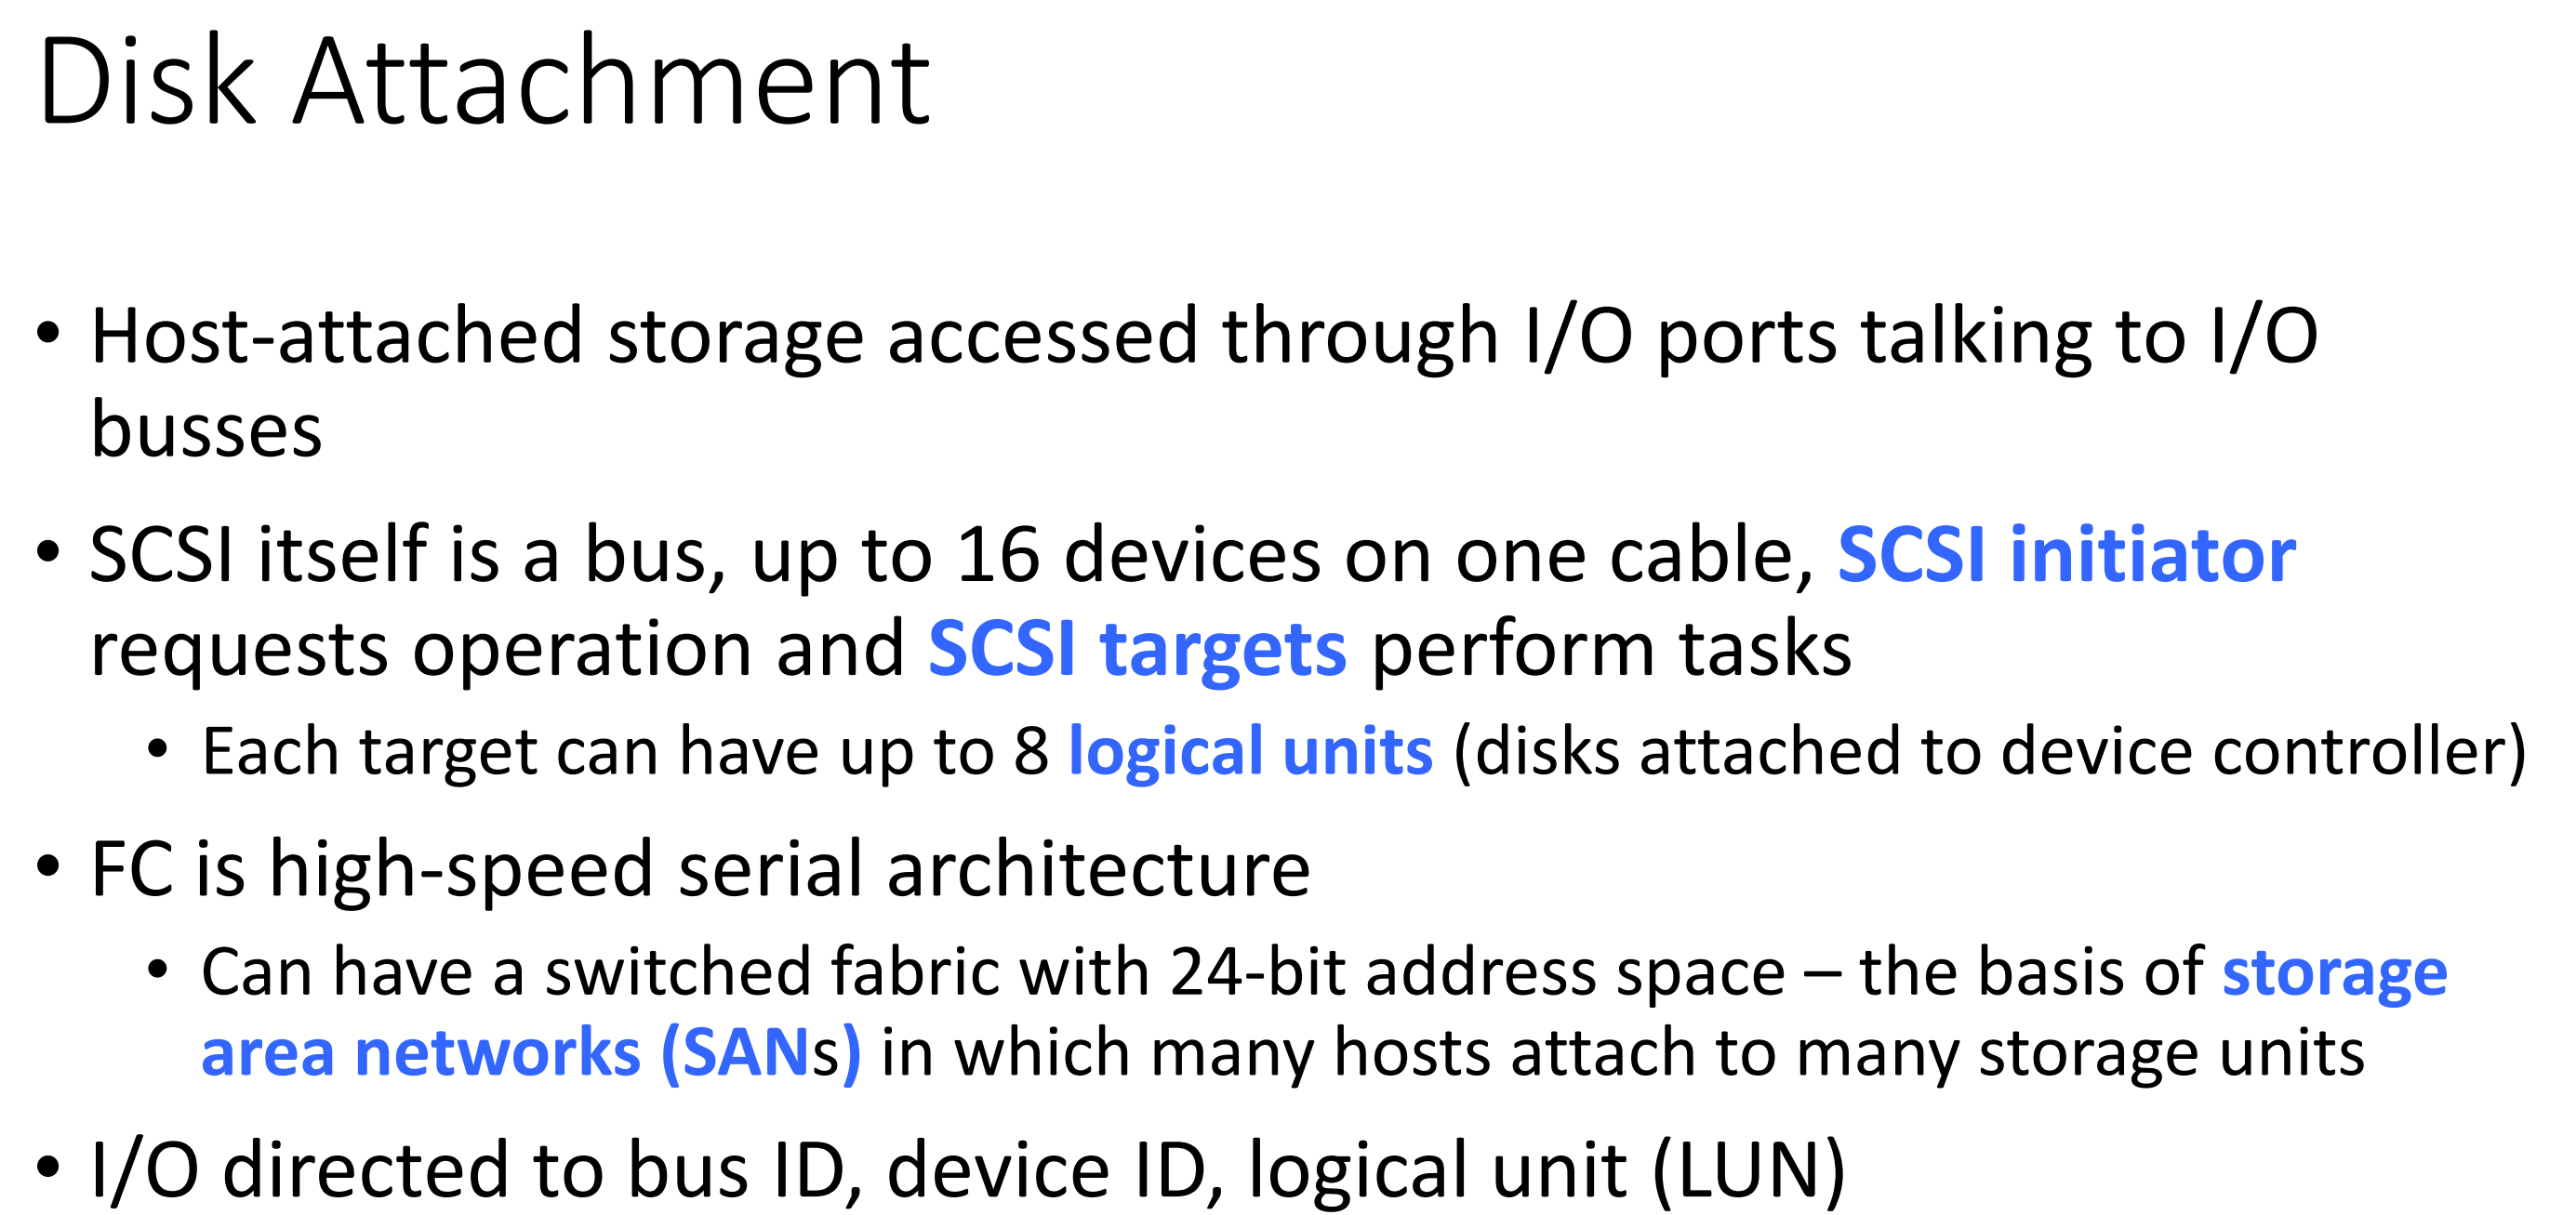 Disk Attachment
• Host-attached storage accessed through I/O ports talking to I/O
busses
• SCSI itself is a bus, up to 16 devices on one cable, SCSI initiator
requests operation and SCSI targets perform tasks
• Each target can have up to 8 logical units (disks attached to device controller)
• FC is high-speed serial architecture
• Can have a switched fabric with 24-bit address space – the basis of storage
area networks (SANs) in which many hosts attach to many storage units
• I/O directed to bus ID, device ID, logical unit (LUN)